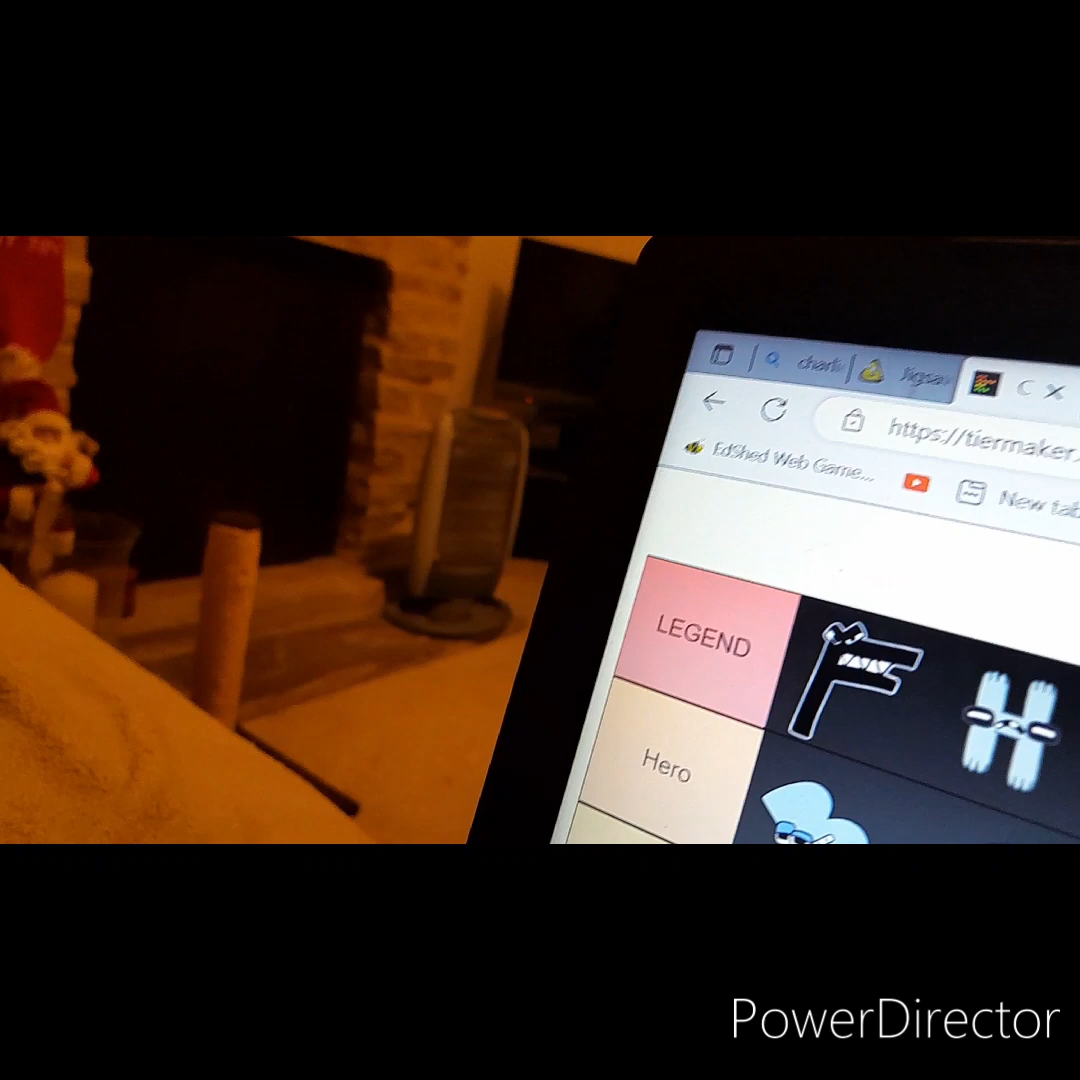 https://tiermaker.
EdShed Web Game...
New tab
LEGEND
F
H
Hero
PowerDirector